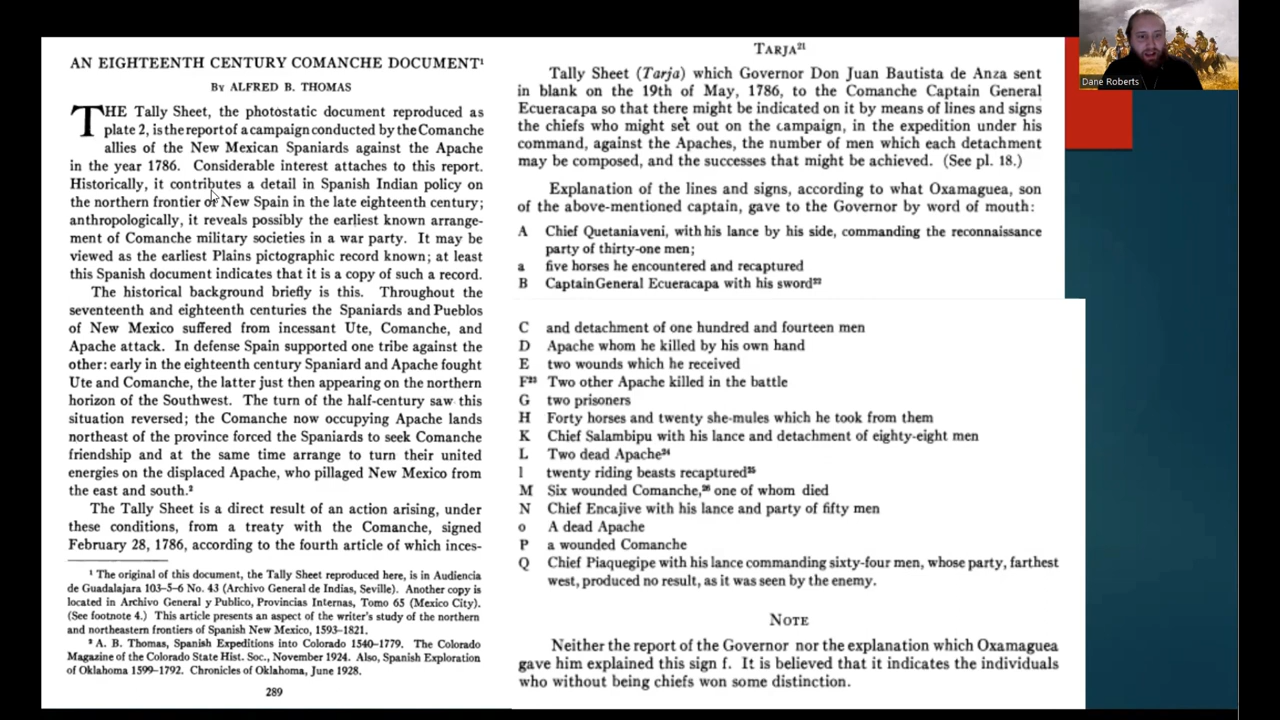 AN EIGHTEENTH CENTURY COMANCHE DOCUMENT¹
By ALFRED B. THOMAS
THE Tally Sheet, the photostatic document reproduced as
plate 2, is the report of a campaign conducted by the Comanche
allies of the New Mexican Spaniards against the Apache
in the year 1786. Considerable interest attaches to this report.
Historically, it contributes a detail in Spanish Indian policy on
the northern frontier of New Spain in the late eighteenth century;
anthropologically, it reveals possibly the earliest known arrange-
ment of Comanche military societies in a war party. It may be
viewed as the earliest Plains pictographic record known; at least
this Spanish document indicates that it is a copy of such a record.
The historical background briefly is this. Throughout the
seventeenth and eighteenth centuries the Spaniards and Pueblos
of New Mexico suffered from incessant Ute, Comanche, and
Apache attack. In defense Spain supported one tribe against the
other: early in the eighteenth century Spaniard and Apache fought
Ute and Comanche, the latter just then appearing on the northern
horizon of the Southwest. The turn of the half-century saw this
situation reversed; the Comanche now occupying Apache lands
northeast of the province forced the Spaniards to seek Comanche
friendship and at the same time arrange to turn their united
energies on the displaced Apache, who pillaged New Mexico from
the east and south.²
The Tally Sheet is a direct result of an action arising, under
these conditions, from a treaty with the Comanche, signed
February 28, 1786, according to the fourth article of which inces-
¹ The original of this document, the Tally Sheet reproduced here, is in Audiencia
de Guadalajara 103–5–6 No. 43 (Archivo General de Indias, Seville). Another copy is
located in Archivo General y Publico, Provincias Internas, Tomo 65 (Mexico City).
(See footnote 4.) This article presents an aspect of the writer's study of the northern
and northeastern frontiers of Spanish New Mexico, 1593–1821.
² A. B. Thomas, Spanish Expeditions into Colorado 1540–1779. The Colorado
Magazine of the Colorado State Hist. Soc., November 1924. Also, Spanish Exploration
of Oklahoma 1599–1792. Chronicles of Oklahoma, June 1928.
289
TARJA²¹
Tally Sheet (Tarja) which Governor Don Juan Bautista de Anza sent
in blank on the 19th of May, 1786, to the Comanche Captain General
Ecueracapa so that there might be indicated on it by means of lines and signs
the chiefs who might set out on the campaign, in the expedition under his
command, against the Apaches, the number of men which each detachment
may be composed, and the successes that might be achieved. (See pl. 18.)
Explanation of the lines and signs, according to what Oxamaguea, son
of the above-mentioned captain, gave to the Governor by word of mouth:
A Chief Quetaniaveni, with his lance by his side, commanding the reconnaissance
party of thirty-one men;
a five horses he encountered and recaptured
B Captain General Ecueracapa with his sword²²
C and detachment of one hundred and fourteen men
D Apache whom he killed by his own hand
E two wounds which he received
F²³ Two other Apache killed in the battle
G two prisoners
H Forty horses and twenty she-mules which he took from them
K Chief Salambipu with his lance and detachment of eighty-eight men
L Two dead Apache²⁴
l twenty riding beasts recaptured²⁵
M Six wounded Comanche,²⁶ one of whom died
N Chief Encajive with his lance and party of fifty men
o A dead Apache
P a wounded Comanche
Q Chief Piaquegipe with his lance commanding sixty-four men, whose party, farthest
west, produced no result, as it was seen by the enemy.
NOTE
Neither the report of the Governor nor the explanation which Oxamaguea
gave him explained this sign f. It is believed that it indicates the individuals
who without being chiefs won some distinction.
Dane Roberts